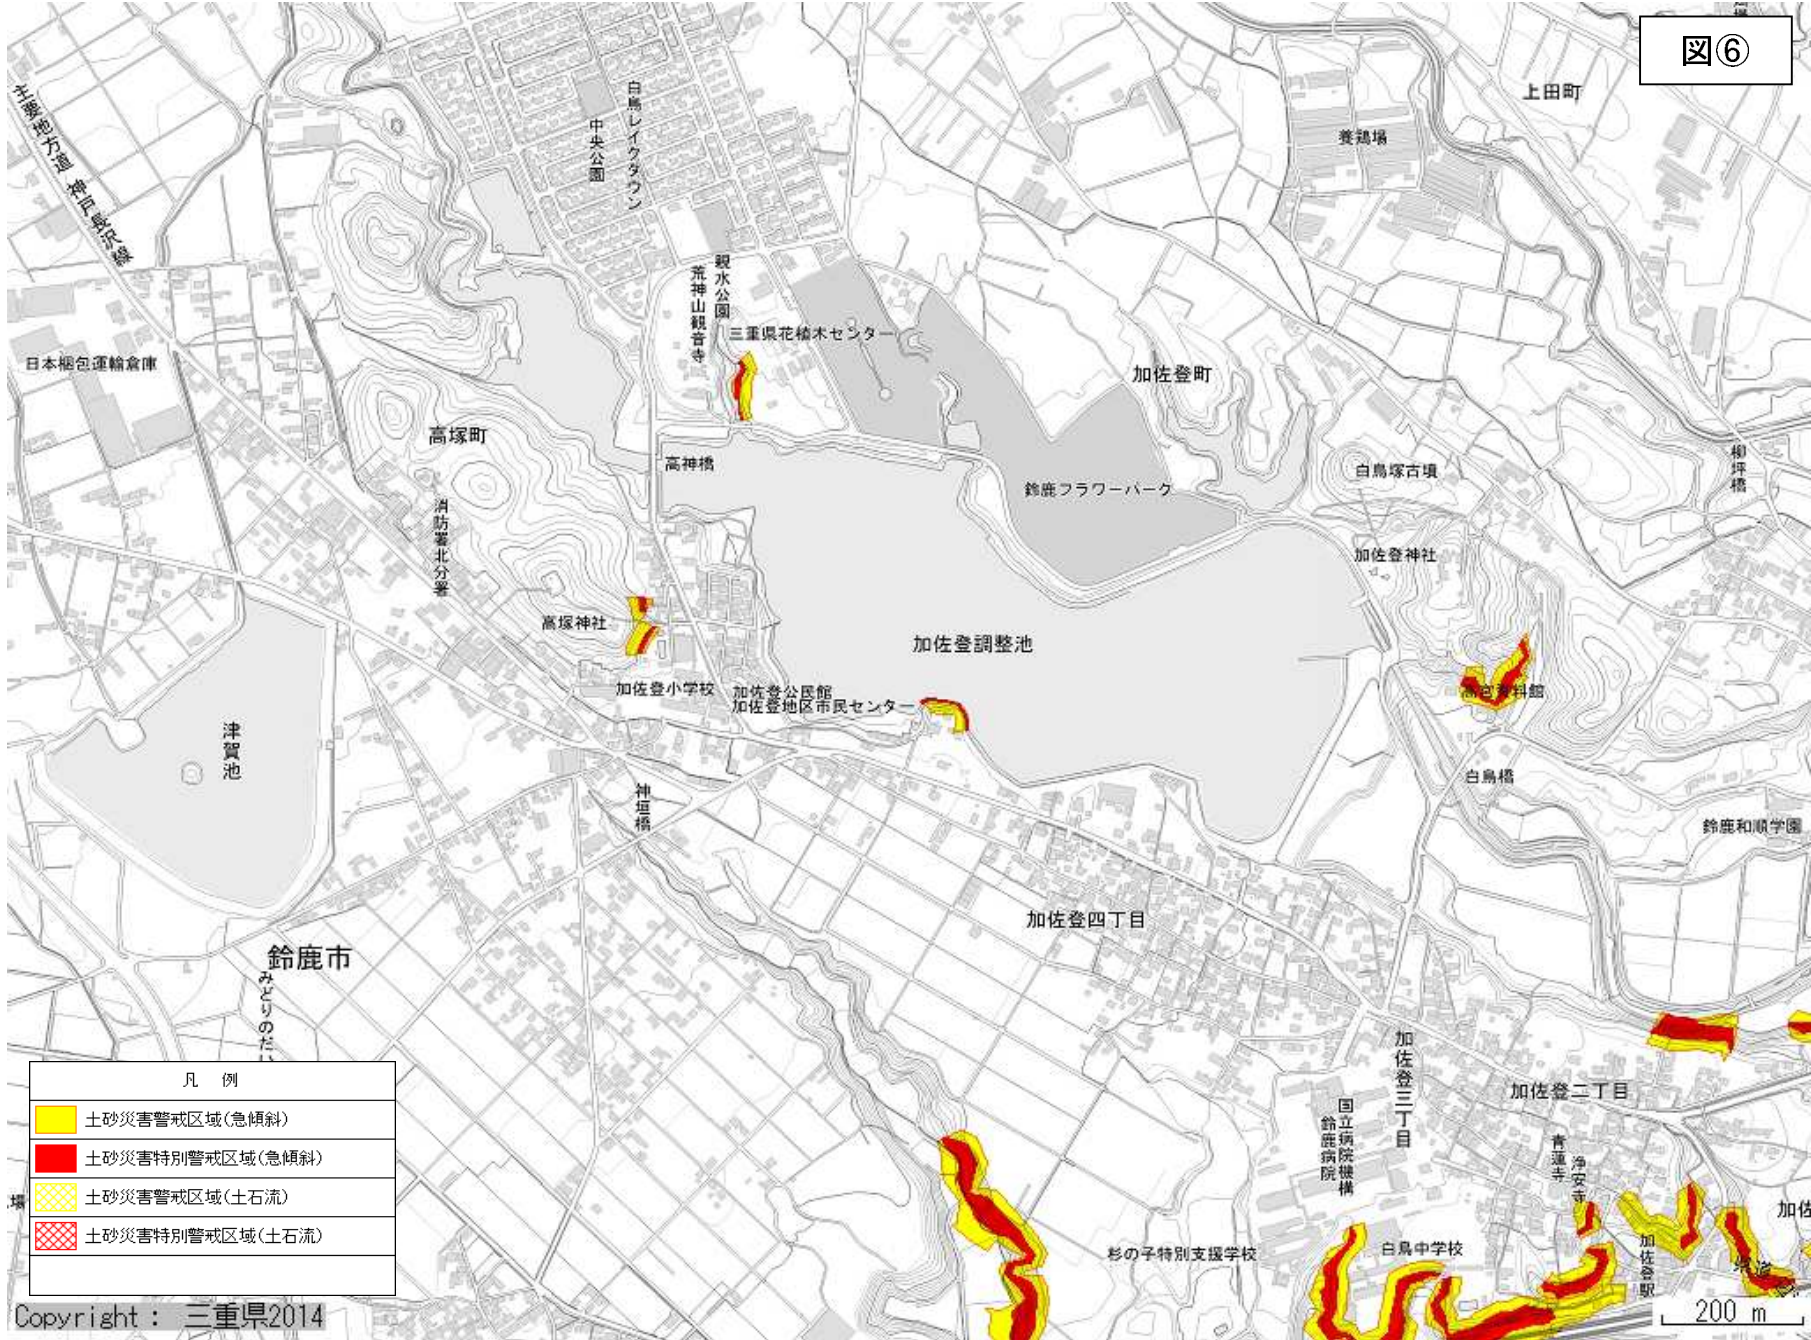 図⑥
上田町
養鶏場
主要地方道 神戸長沢線
白鳥レイクタウン
中央公園
親水公園
荒神山観音寺
三重県花植木センター
日本梱包運輸倉庫
加佐登町
高塚町
高神橋
白鳥塚古墳
柳坪橋
鈴鹿フラワーパーク
消防署北分署
加佐登神社
高塚神社
加佐登調整池
加佐登小学校
加佐登公民館
加佐登地区市民センター
津賀池
白鳥橋
神垣橋
鈴鹿和順学園
加佐登四丁目
鈴鹿市
みどりのだい
加佐登三丁目
加佐登二丁目
国立病院機構
鈴鹿病院
青蓮寺
浄安寺
加佐
杉の子特別支援学校
白鳥中学校
加佐登駅
場
凡 例
土砂災害警戒区域(急傾斜)
土砂災害特別警戒区域(急傾斜)
土砂災害警戒区域(土石流)
土砂災害特別警戒区域(土石流)
Copyright : 三重県2014
200 m